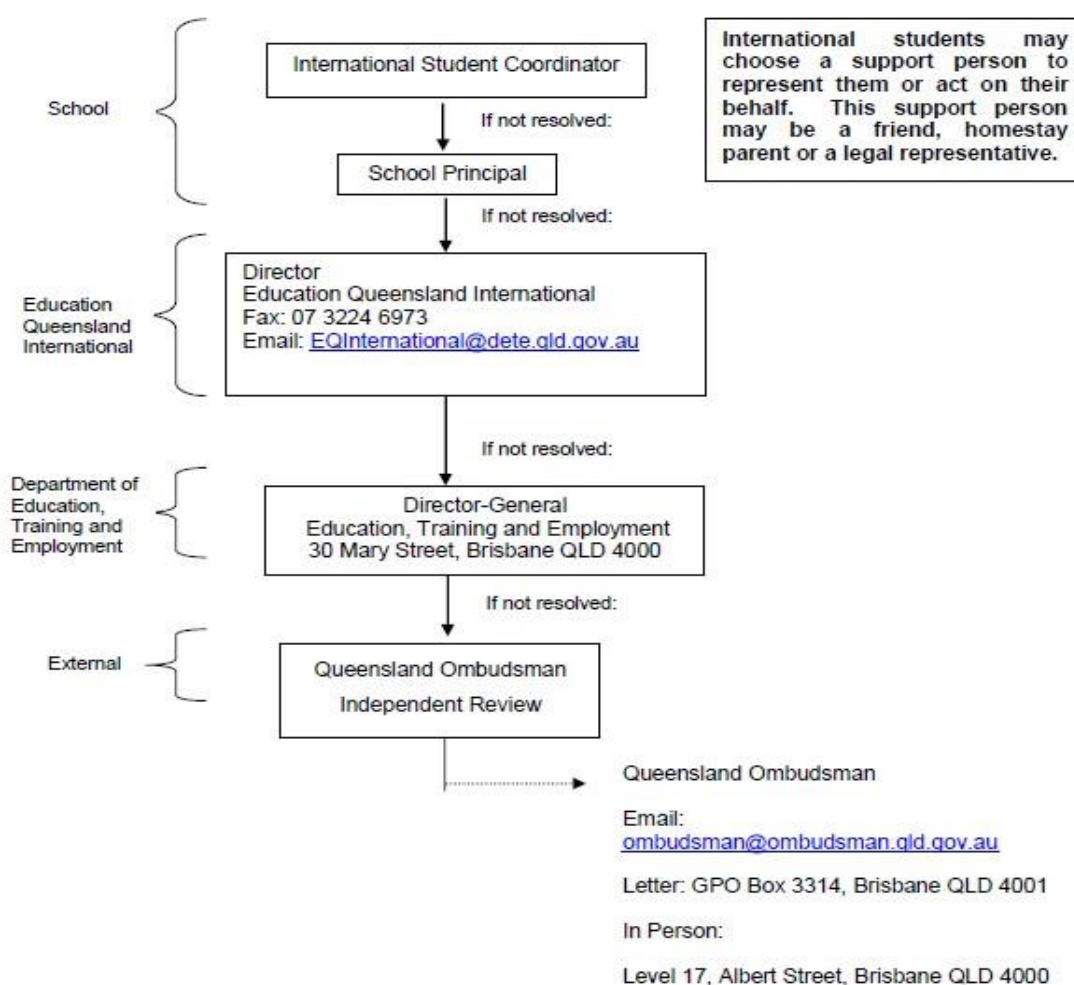 International Student Coordinator
International students may
choose a support person to
represent them or act on their
behalf. This support person
may be a friend, homestay
parent or a legal representative.
School
If not resolved:
School Principal
If not resolved:
Education
Queensland
International
Director
Education Queensland International
Fax: 07 3224 6973
Email: EQInternational@dete.qld.gov.au
If not resolved:
Department of
Education,
Training and
Employment
Director-General
Education, Training and Employment
30 Mary Street, Brisbane QLD 4000
If not resolved:
External
Queensland Ombudsman
Independent Review
Queensland Ombudsman
Email:
ombudsman@ombudsman.qld.gov.au
Letter: GPO Box 3314, Brisbane QLD 4001
In Person:
Level 17, Albert Street, Brisbane QLD 4000